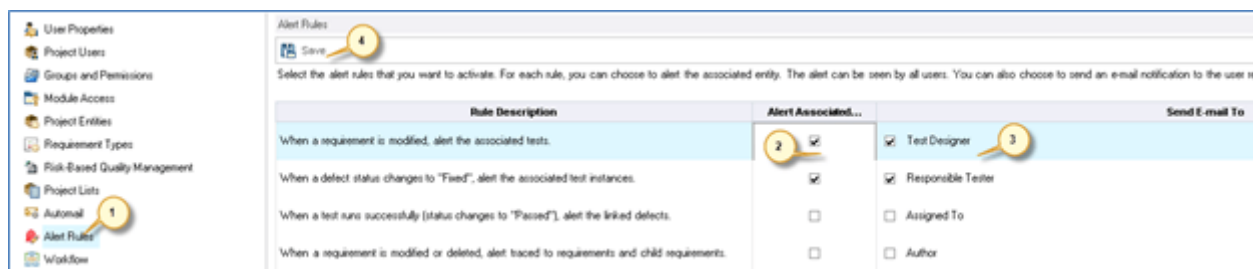 User Properties
Project Users
Groups and Permissions
Module Access
Project Entities
Requirement Types
Risk-Based Quality Management
Project Lists
Automail
1
Alert Rules
Workflow
Alert Rules
Save
4
Select the alert rules that you want to activate. For each rule, you can choose to alert the associated entity. The alert can be seen by all users. You can also choose to send an e-mail notification to the user
Rule Description Alert Associated... Send E-mail To
When a requirement is modified, alert the associated tests. 2 Test Designer 3
When a defect status changes to "Fixed", alert the associated test instances. Responsible Tester
When a test runs successfully (status changes to "Passed"), alert the linked defects. Assigned To
When a requirement is modified or deleted, alert traced to requirements and child requirements. Author